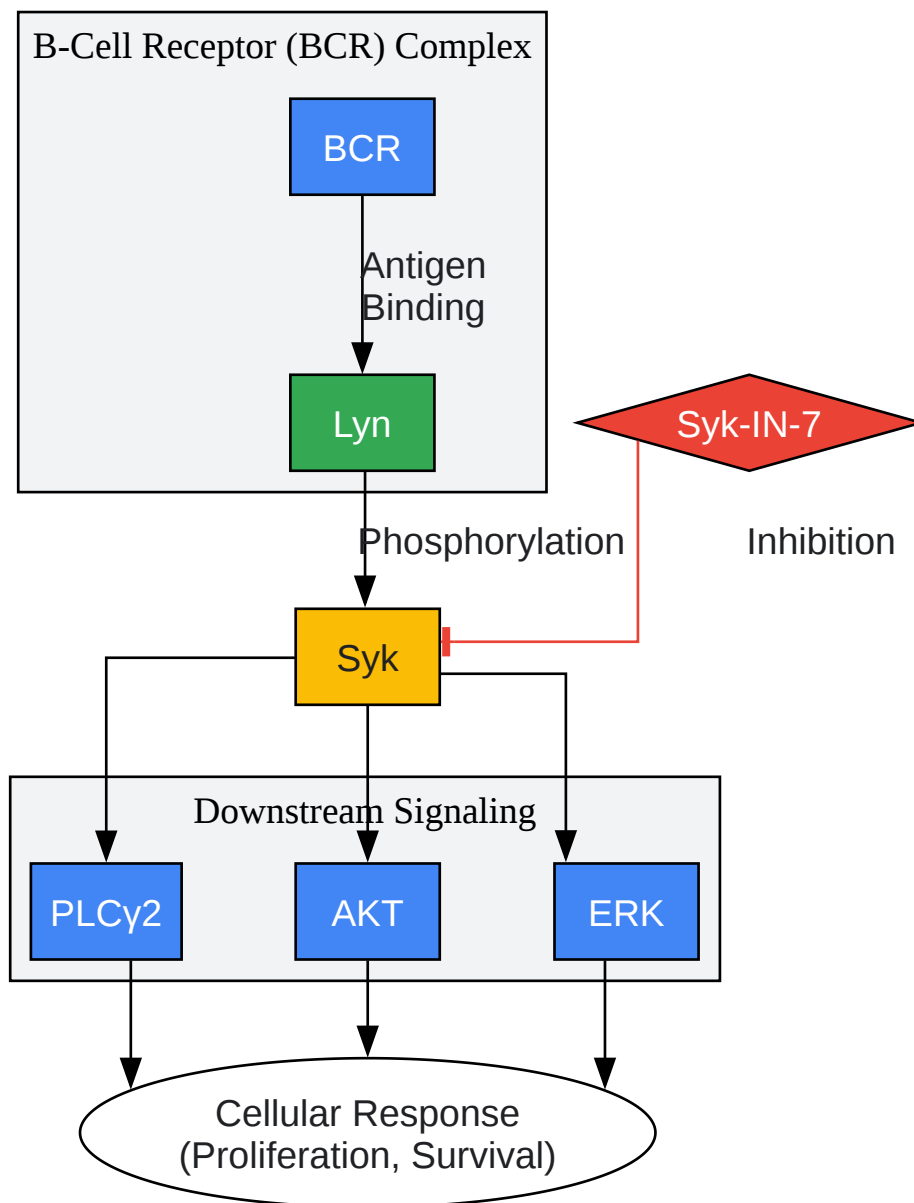 B-Cell Receptor (BCR) Complex
BCR
Antigen
Binding
Lyn
Syk-IN-7
Phosphorylation
Inhibition
Syk
Downstream Signaling
PLCγ2
AKT
ERK
Cellular Response
(Proliferation, Survival)